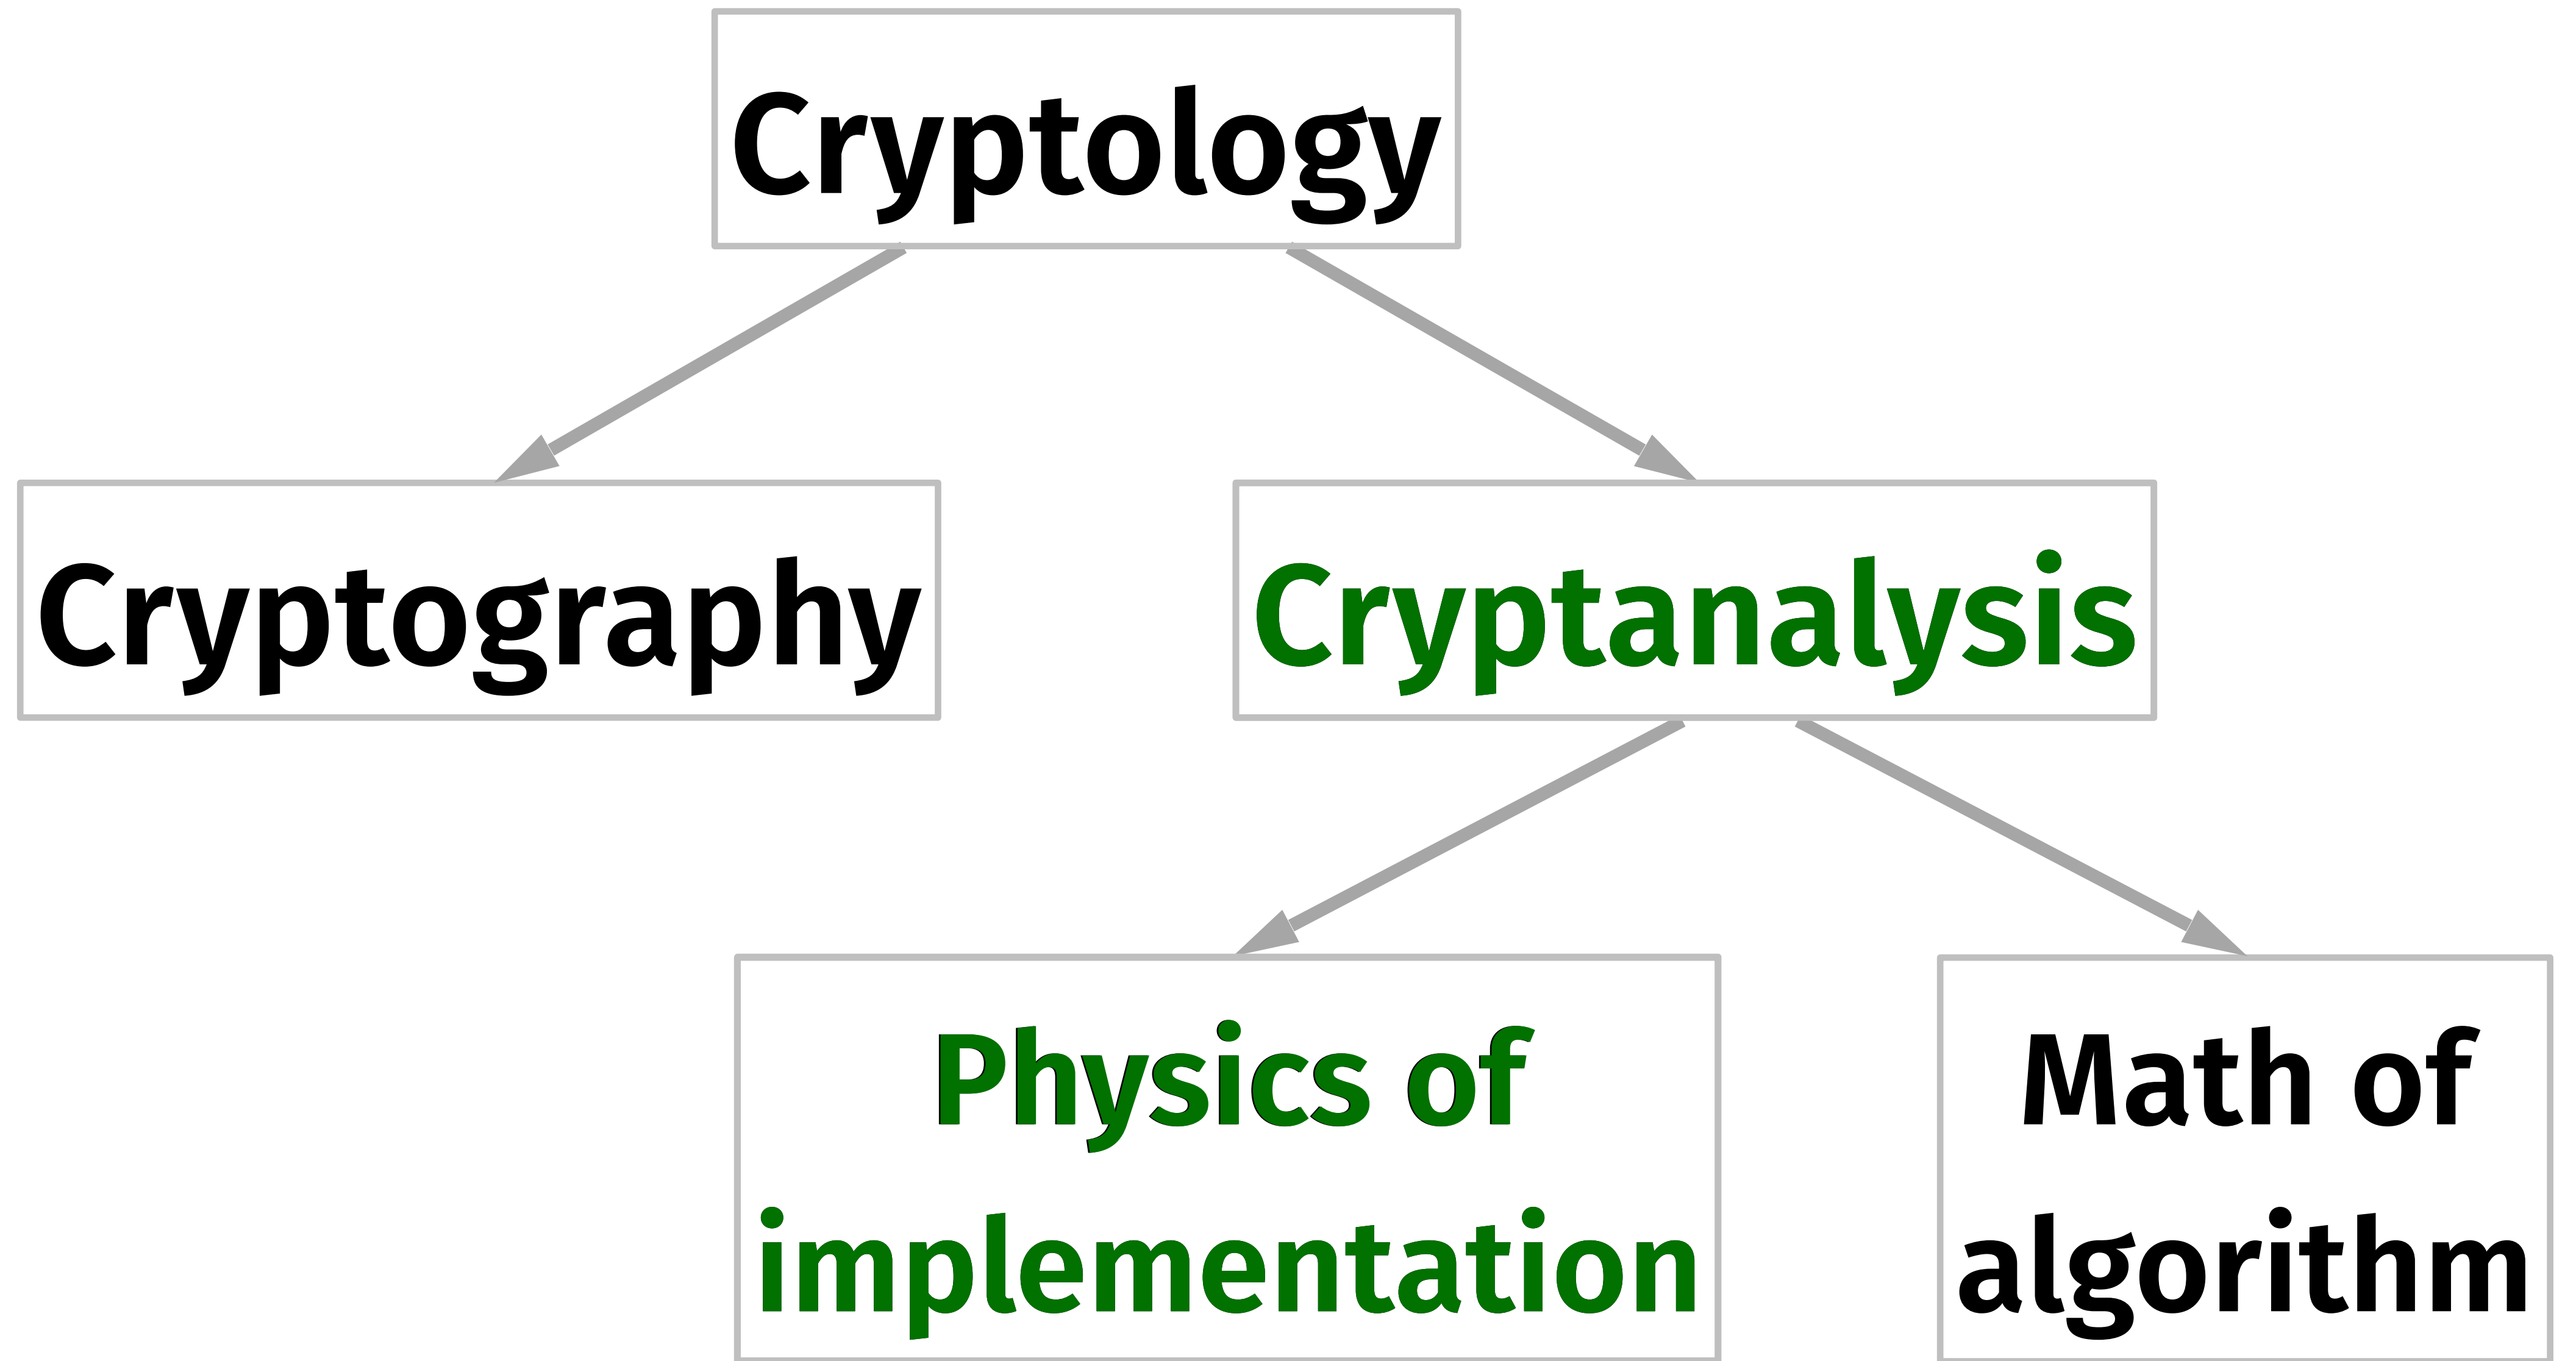 Cryptology
Cryptography
Cryptanalysis
Physics of
implementation
Math of
algorithm